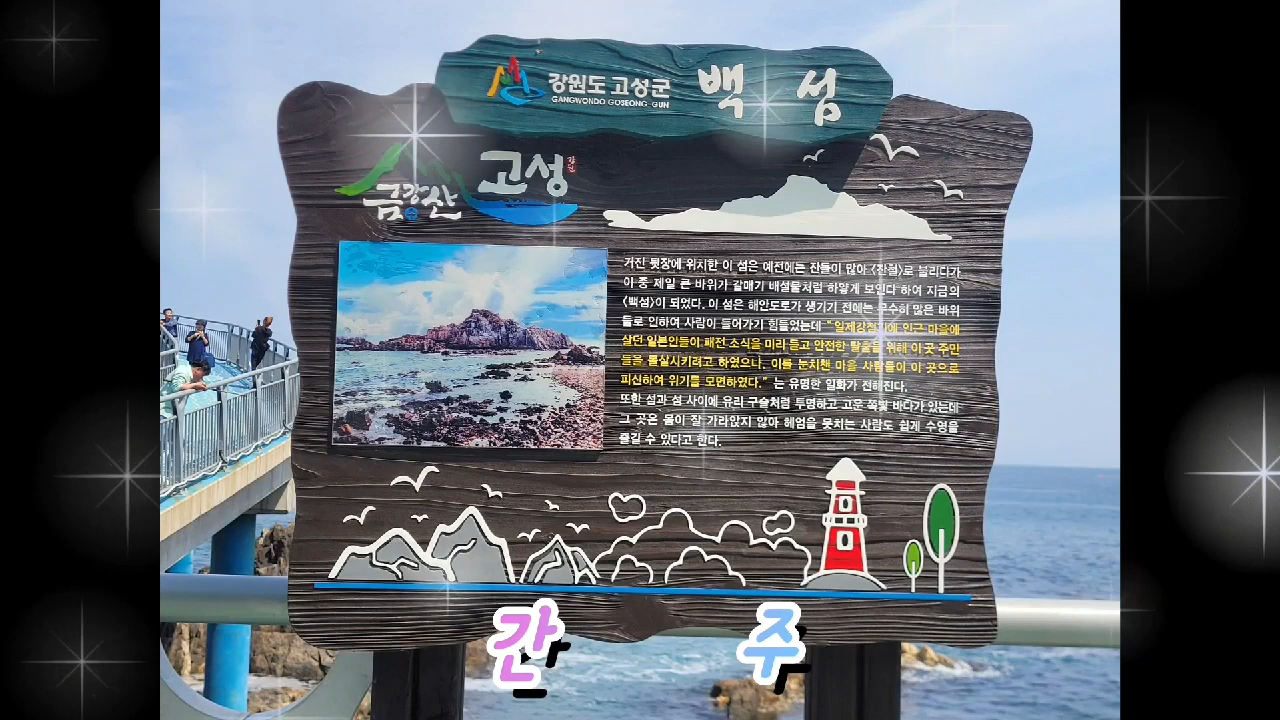 강원도 고성군
GANGWONDO GOSEONG-GUN
백 섬
금강산 고성
거진 뒷장에 위치한 이 섬은 예전에는 잔돌이 많아 <잔철>로 불리다가
이 중 제일 큰 바위가 갈매기 배설물처럼 하얗게 보인다 하여 지금의
<백섬>이 되었다. 이 섬은 해안도로가 생기기 전에는 무수히 많은 바위
들로 인하여 사람이 들어가기 힘들었는데 "일제강점기에 인근 마을에
살던 일본인들이 패전 소식을 미리 듣고 안전한 탈출을 위해 이 곳 주민
들을 몰살시키려고 하였으나, 이를 눈치챈 마을 사람들이 이 곳으로
피신하여 위기를 모면하였다." 는 유명한 일화가 전해진다.
또한 섬과 섬 사이에 유리 구슬처럼 투명하고 고운 쪽빛 바다가 있는데
그 곳은 몸이 잘 가라앉지 않아 헤엄을 못치는 사람도 쉽게 수영을
즐길 수 있다고 한다.
간 주